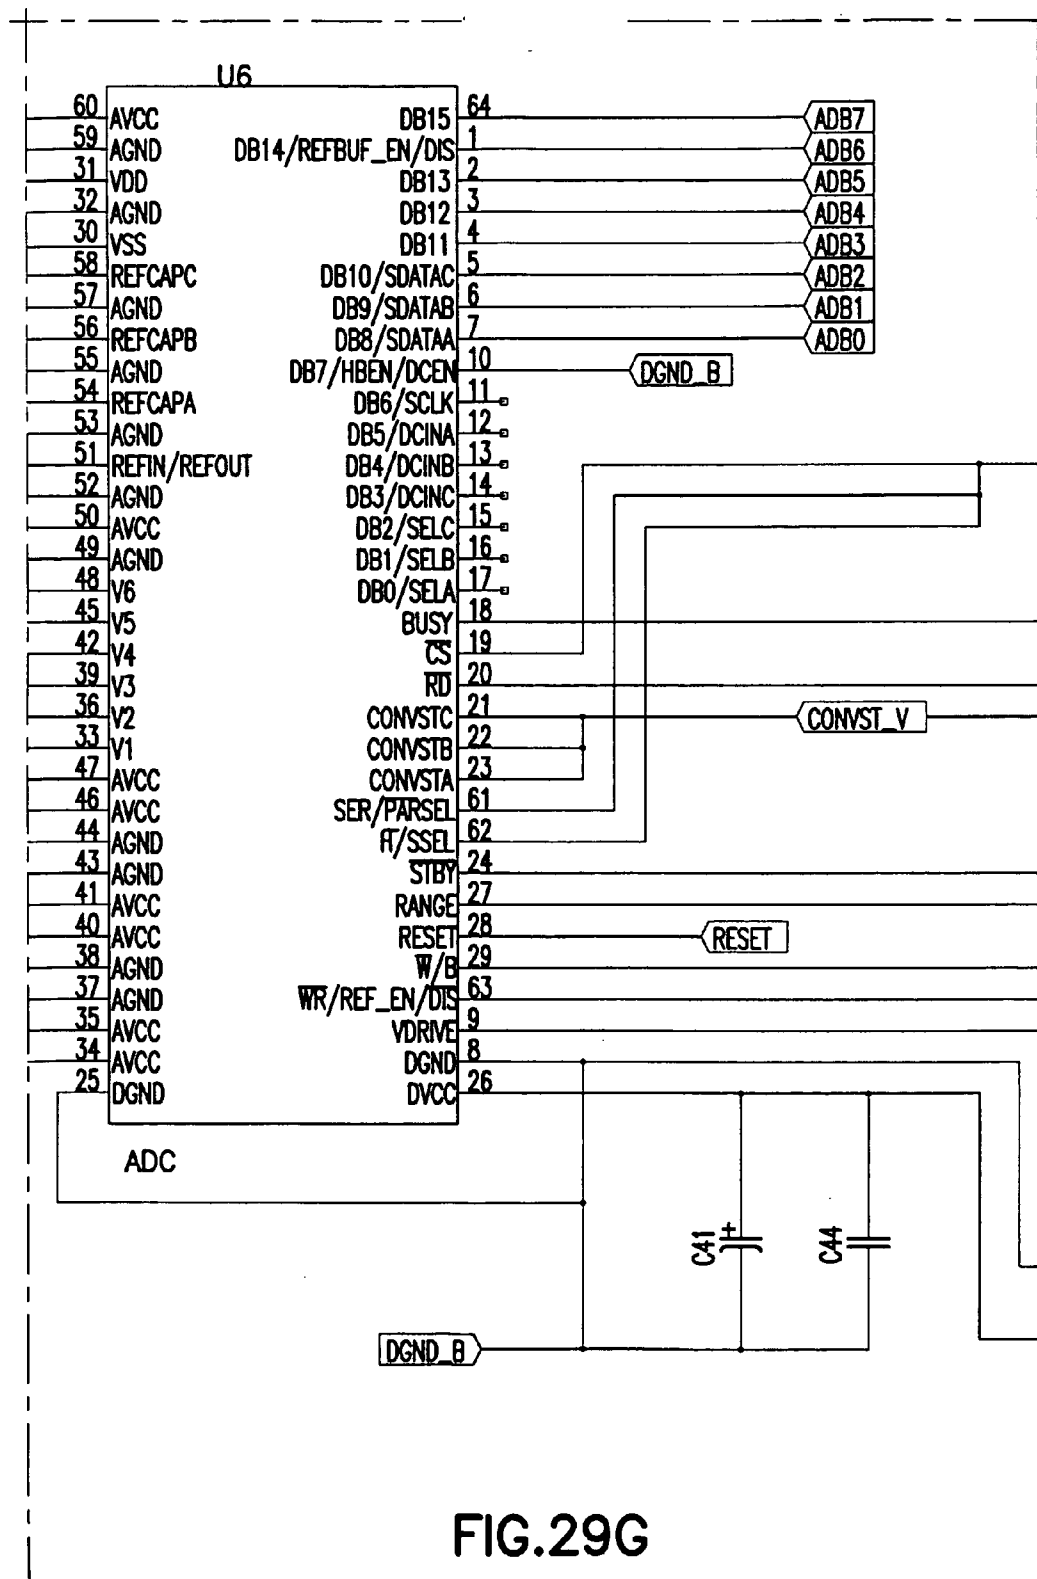 U6
60 AVCC DB15 64 ADB7
59 AGND DB14/REFBUF_EN/DIS 1 ADB6
31 VDD DB13 2 ADB5
32 AGND DB12 3 ADB4
30 VSS DB11 4 ADB3
58 REFCAPC DB10/SDATAC 5 ADB2
57 AGND DB9/SDATAB 6 ADB1
56 REFCAPB DB8/SDATAA 7 ADB0
55 AGND DB7/HBEN/DCEN 10 DGND_B
54 REFCAPA DB6/SCLK 11
53 AGND DB5/DCINA 12
51 REFIN/REFOUT DB4/DCINB 13
52 AGND DB3/DCINC 14
50 AVCC DB2/SELC 15
49 AGND DB1/SELB 16
48 V6 DB0/SELA 17
45 V5 BUSY 18
42 V4 CS 19
39 V3 RD 20
36 V2 CONVSTC 21 CONVST_V
33 V1 CONVSTB 22
47 AVCC CONVSTA 23
46 AVCC SER/PARSEL 61
44 AGND /SSEL 62
43 AGND STBY 24
41 AVCC RANGE 27
40 AVCC RESET 28 RESET
38 AGND W/B 29
37 AGND WR/REF_EN/DIS 63
35 AVCC VDRIVE 9
34 AVCC DGND 8
25 DGND DVCC 26
ADC
C41 + C44
DGND_B
FIG.29G